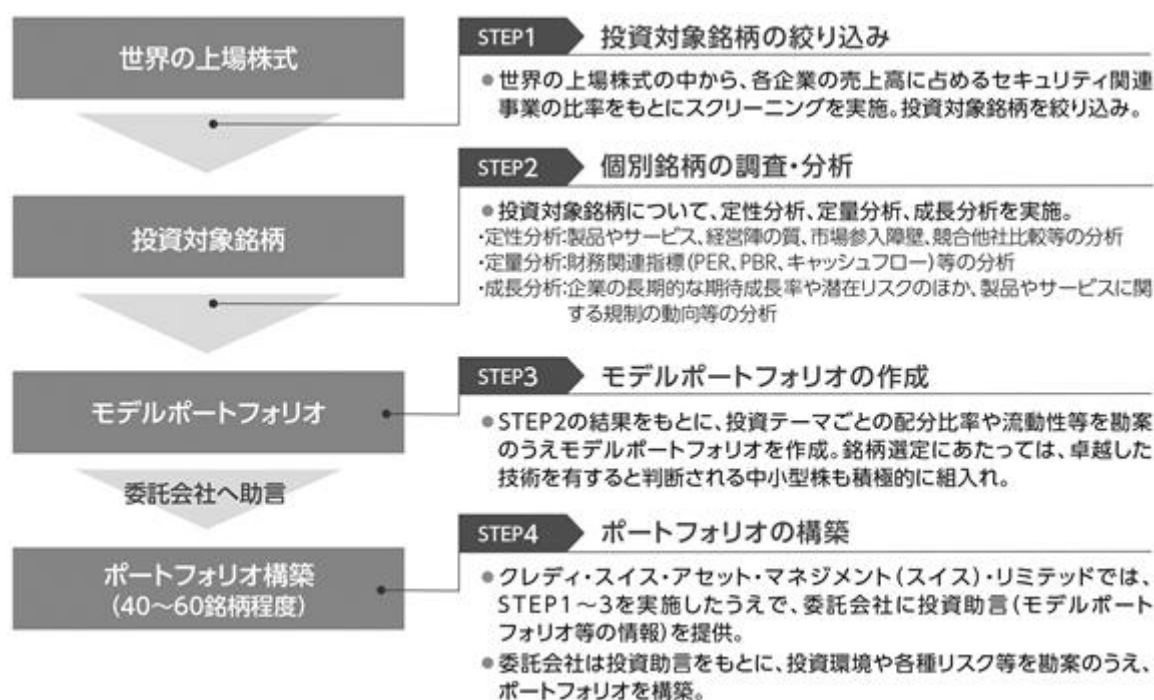 世界の上場株式
STEP1 投資対象銘柄の絞り込み
●世界の上場株式の中から、各企業の売上高に占めるセキュリティ関連
事業の比率をもとにスクリーニングを実施。投資対象銘柄を絞り込み。
投資対象銘柄
STEP2 個別銘柄の調査・分析
●投資対象銘柄について、定性分析、定量分析、成長分析を実施。
・定性分析:製品やサービス、経営陣の質、市場参入障壁、競合他社比較等の分析
・定量分析:財務関連指標(PER、PBR、キャッシュフロー)等の分析
・成長分析:企業の長期的な期待成長率や潜在リスクのほか、製品やサービスに関
する規制の動向等の分析
モデルポートフォリオ
STEP3 モデルポートフォリオの作成
●STEP2の結果をもとに、投資テーマごとの配分比率や流動性等を勘案
のうえモデルポートフォリオを作成。銘柄選定にあたっては、卓越した
技術を有すると判断される中小型株も積極的に組入れ。
委託会社へ助言
ポートフォリオ構築
(40～60銘柄程度)
STEP4 ポートフォリオの構築
●クレディ・スイス・アセット・マネジメント(スイス)・リミテッドでは、
STEP1～3を実施したうえで、委託会社に投資助言(モデルポート
フォリオ等の情報)を提供。
●委託会社は投資助言をもとに、投資環境や各種リスク等を勘案のうえ、
ポートフォリオを構築。